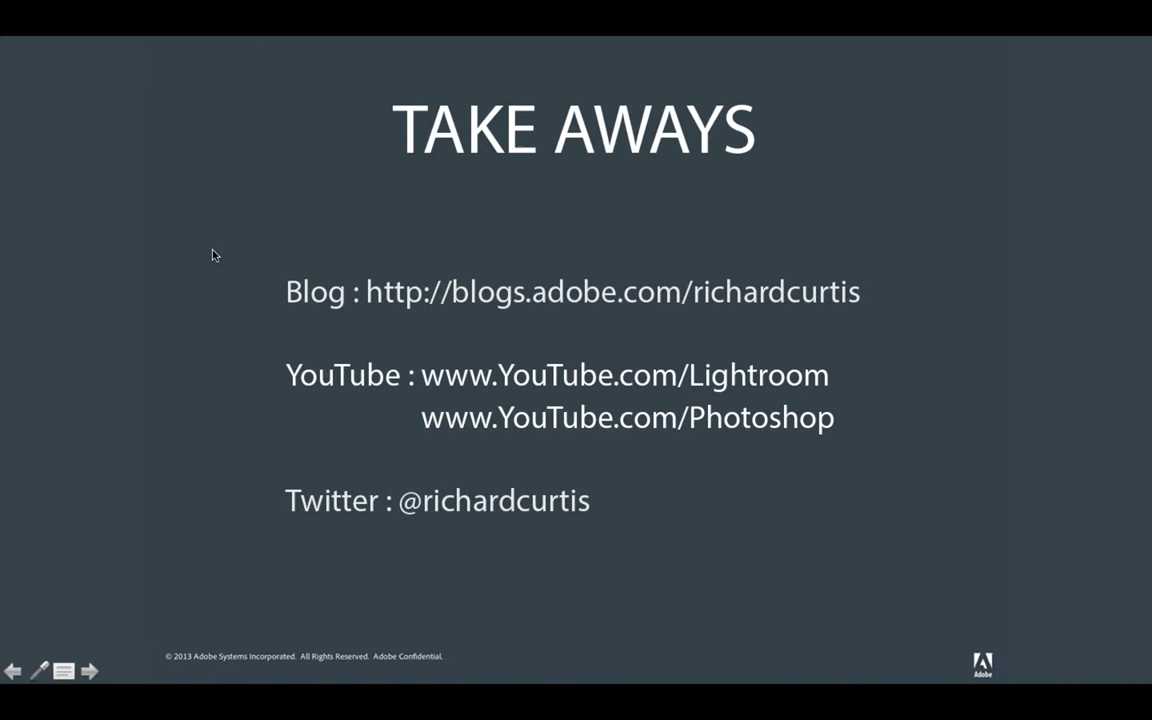 TAKE AWAYS
Blog : http://blogs.adobe.com/richardcurtis
YouTube : www.YouTube.com/Lightroom
www.YouTube.com/Photoshop
Twitter : @richardcurtis
© 2013 Adobe Systems Incorporated. All Rights Reserved. Adobe Confidential.
Adobe